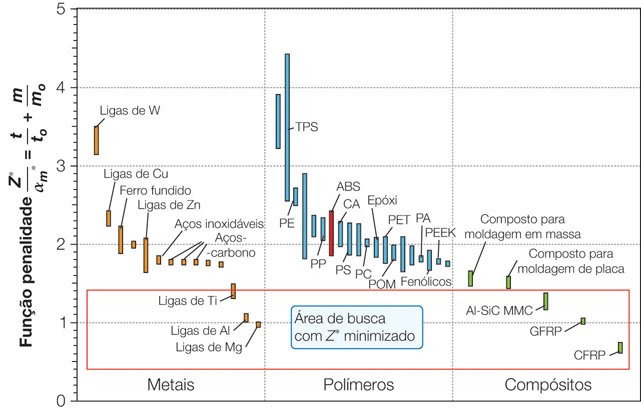 Função penalidade Z*/αm* = t/to + m/mo
5
4
3
2
1
0
Ligas de W
Ligas de Cu
Ferro fundido
Ligas de Zn
Aços inoxidáveis
Aços-
carbono
Ligas de Ti
Ligas de Al
Ligas de Mg
TPS
PE
PP
ABS
CA
PS
PC
Epóxi
POM
PET
PA
PEEK
Fenólicos
Composto para
moldagem em massa
Composto para
moldagem de placa
Al-SiC MMC
GFRP
CFRP
Área de busca
com Z* minimizado
Metais
Polímeros
Compósitos